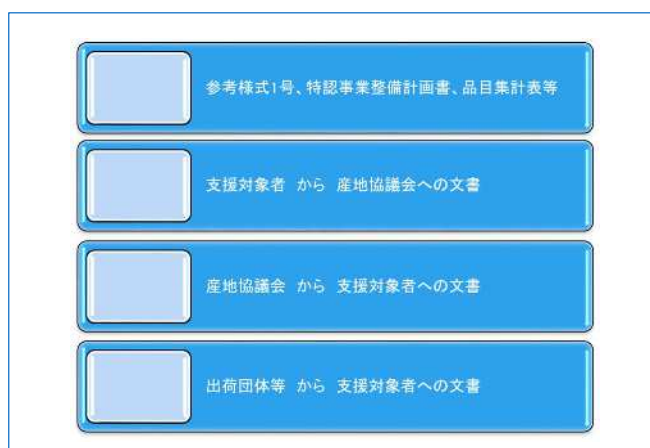 参考様式1号、特認事業整備計画書、品目集計表等
支援対象者 から 産地協議会への文書
産地協議会 から 支援対象者への文書
出荷団体等 から 支援対象者への文書